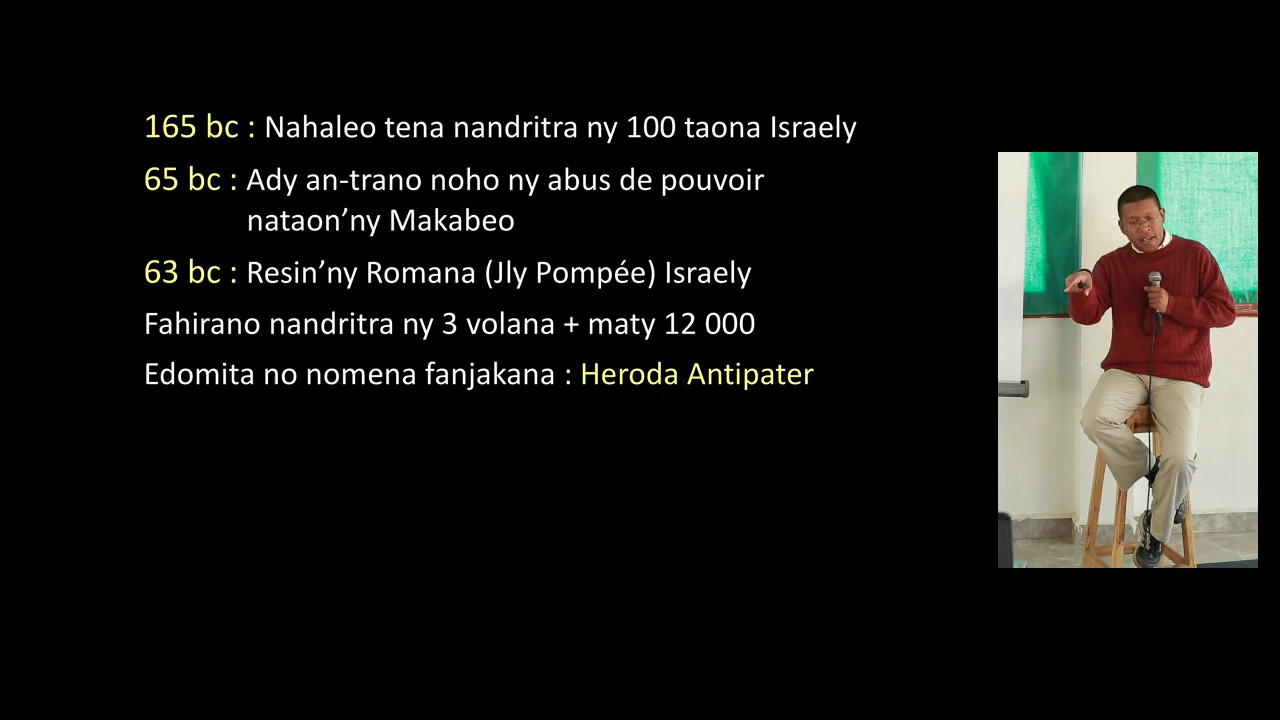 165 bc : Nahaleo tena nandritra ny 100 taona Israely
65 bc : Ady an-trano noho ny abus de pouvoir
nataon’ny Makabeo
63 bc : Resin’ny Romana (Jly Pompée) Israely
Fahirano nandritra ny 3 volana + maty 12 000
Edomita no nomena fanjakana : Heroda Antipater